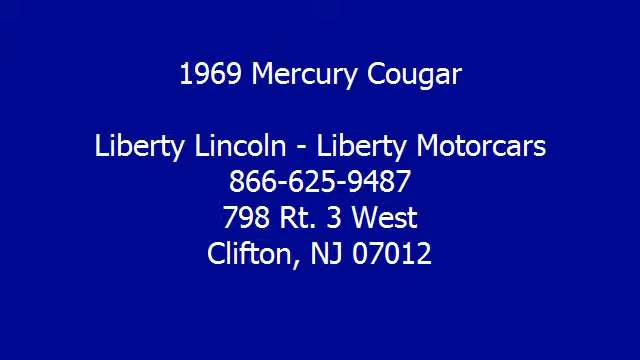 1969 Mercury Cougar
Liberty Lincoln - Liberty Motorcars
866-625-9487
798 Rt. 3 West
Clifton, NJ 07012